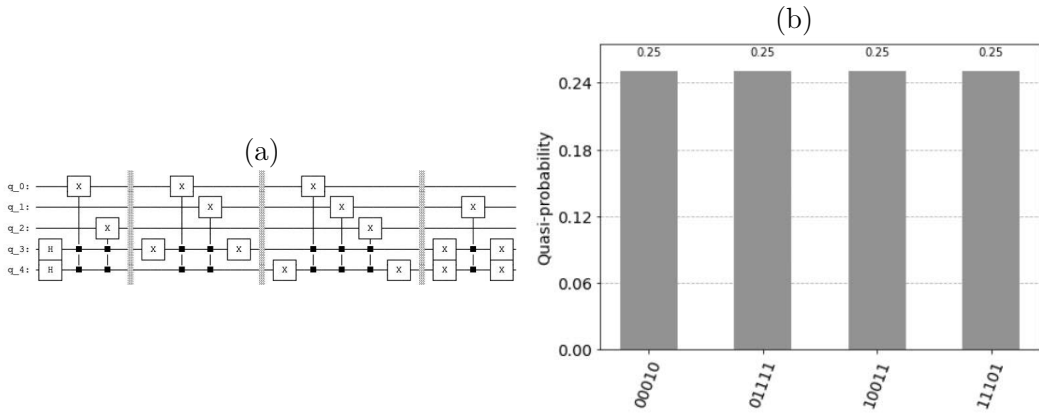 (a)
q_0: X X X
q_1: X X X
q_2: X X
q_3: H X X X X
q_4: H X X X X
(b)
0.25 0.25 0.25 0.25
0.24
0.18
0.12
0.06
0.00
Quasi-probability
00010 01111 10011 11101